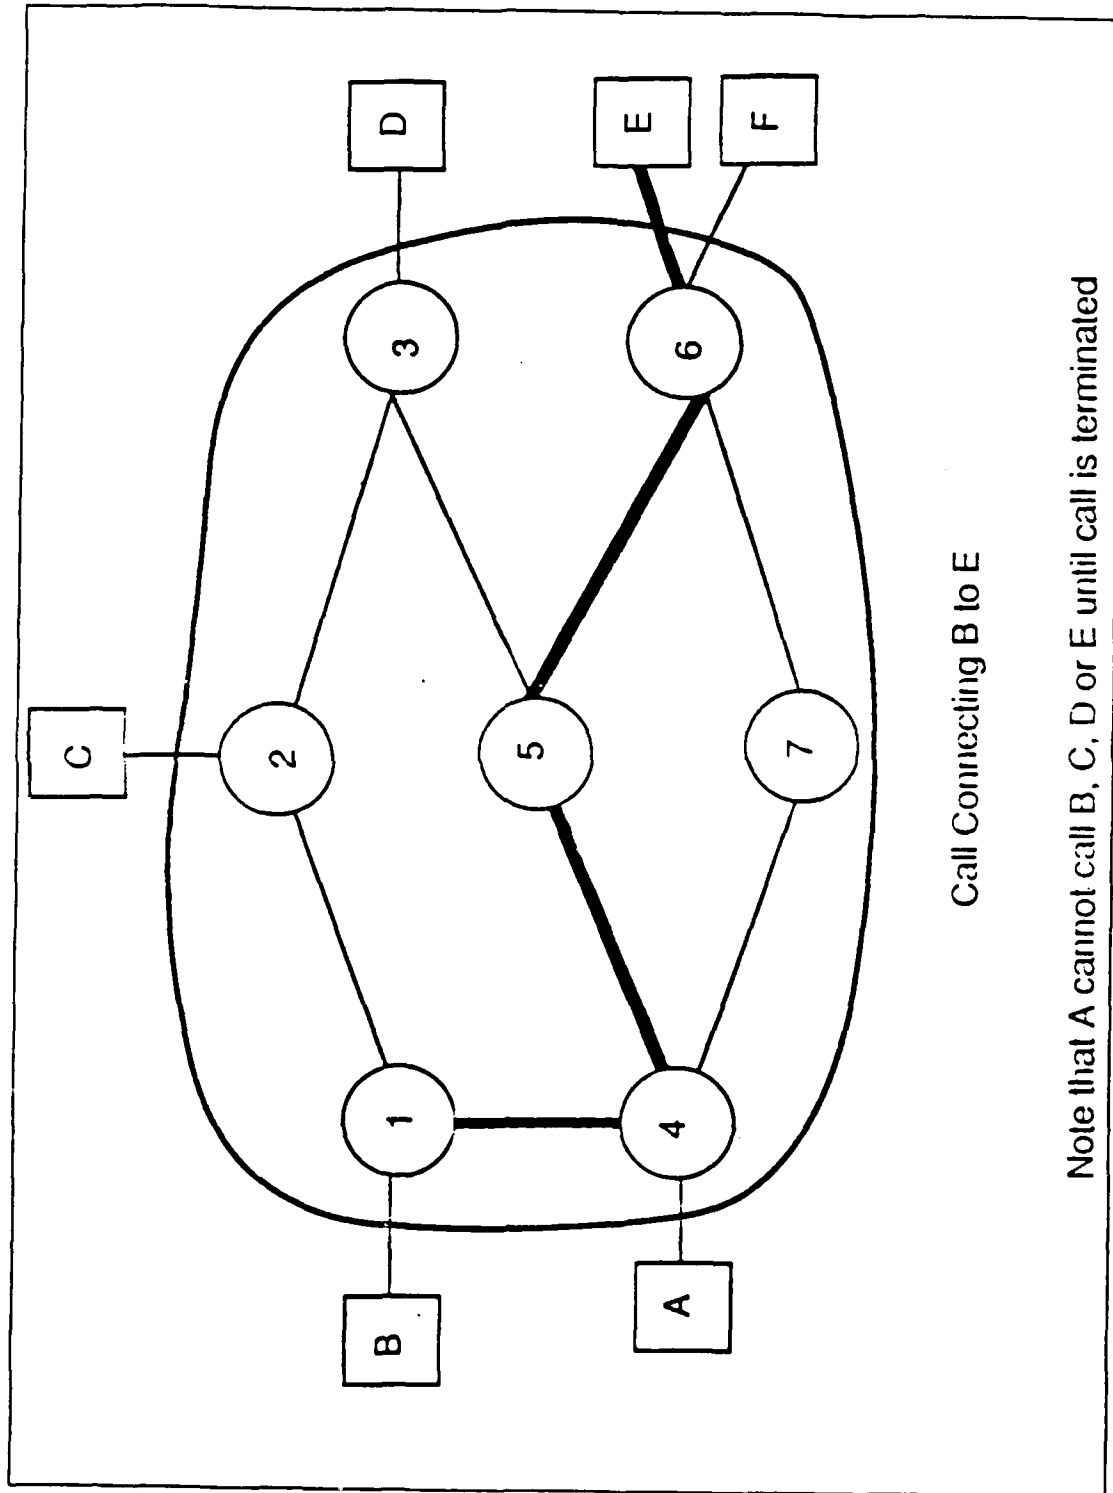 C
2
B 1 3 D
5
A 4 6 E
F
7
Call Connecting B to E
Note that A cannot call B, C, D or E until call is terminated